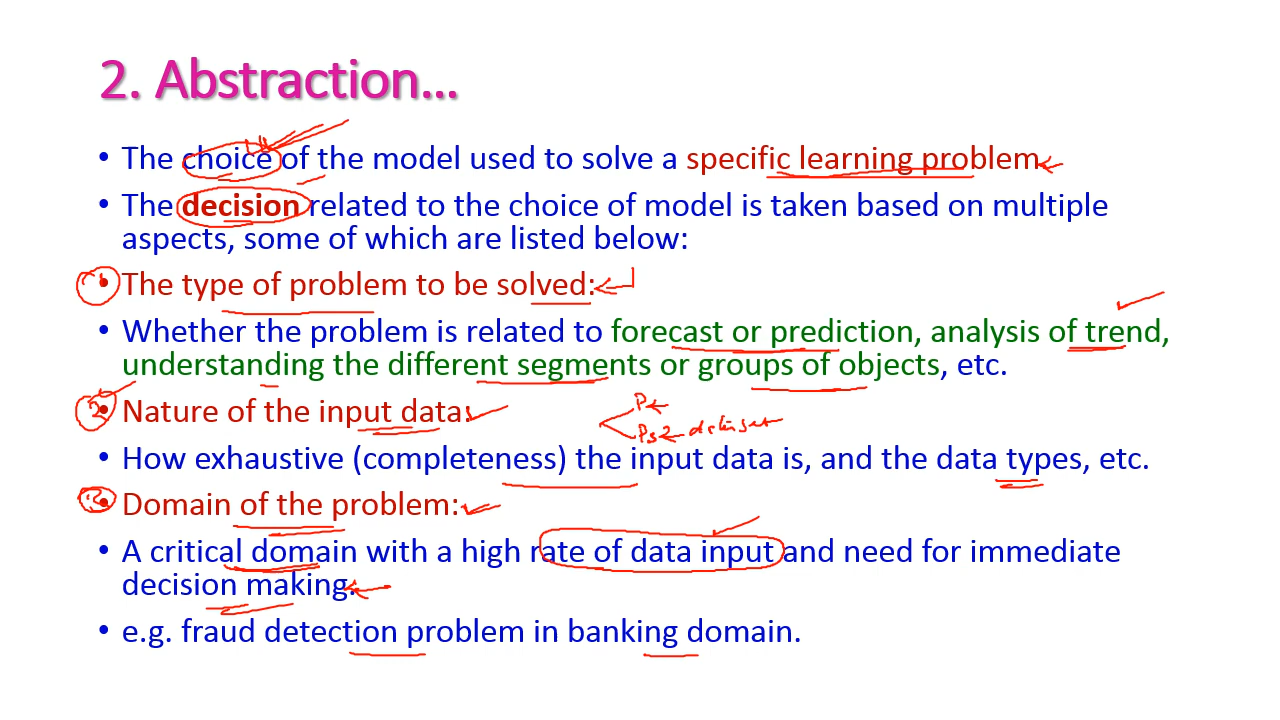 2. Abstraction...
• The choice of the model used to solve a specific learning problem.
• The decision related to the choice of model is taken based on multiple
aspects, some of which are listed below:
• The type of problem to be solved:
• Whether the problem is related to forecast or prediction, analysis of trend,
understanding the different segments or groups of objects, etc.
2 • Nature of the input data:
P
• How exhaustive (completeness) the input data is, and the data types, etc.
3 • Domain of the problem:
• A critical domain with a high rate of data input and need for immediate
decision making.
• e.g. fraud detection problem in banking domain.